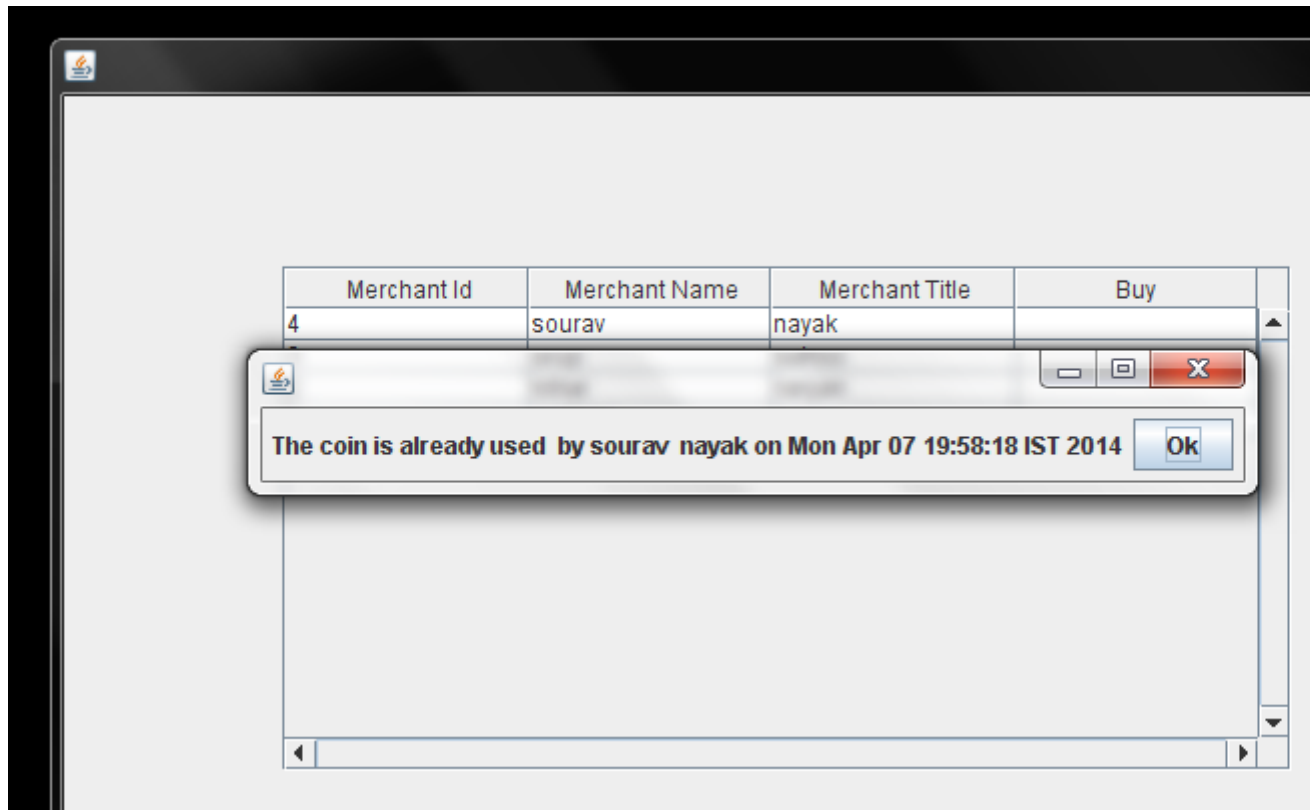 Merchant Id Merchant Name Merchant Title Buy
4 sourav nayak
The coin is already used  by sourav  nayak on Mon Apr 07 19:58:18 IST 2014 Ok